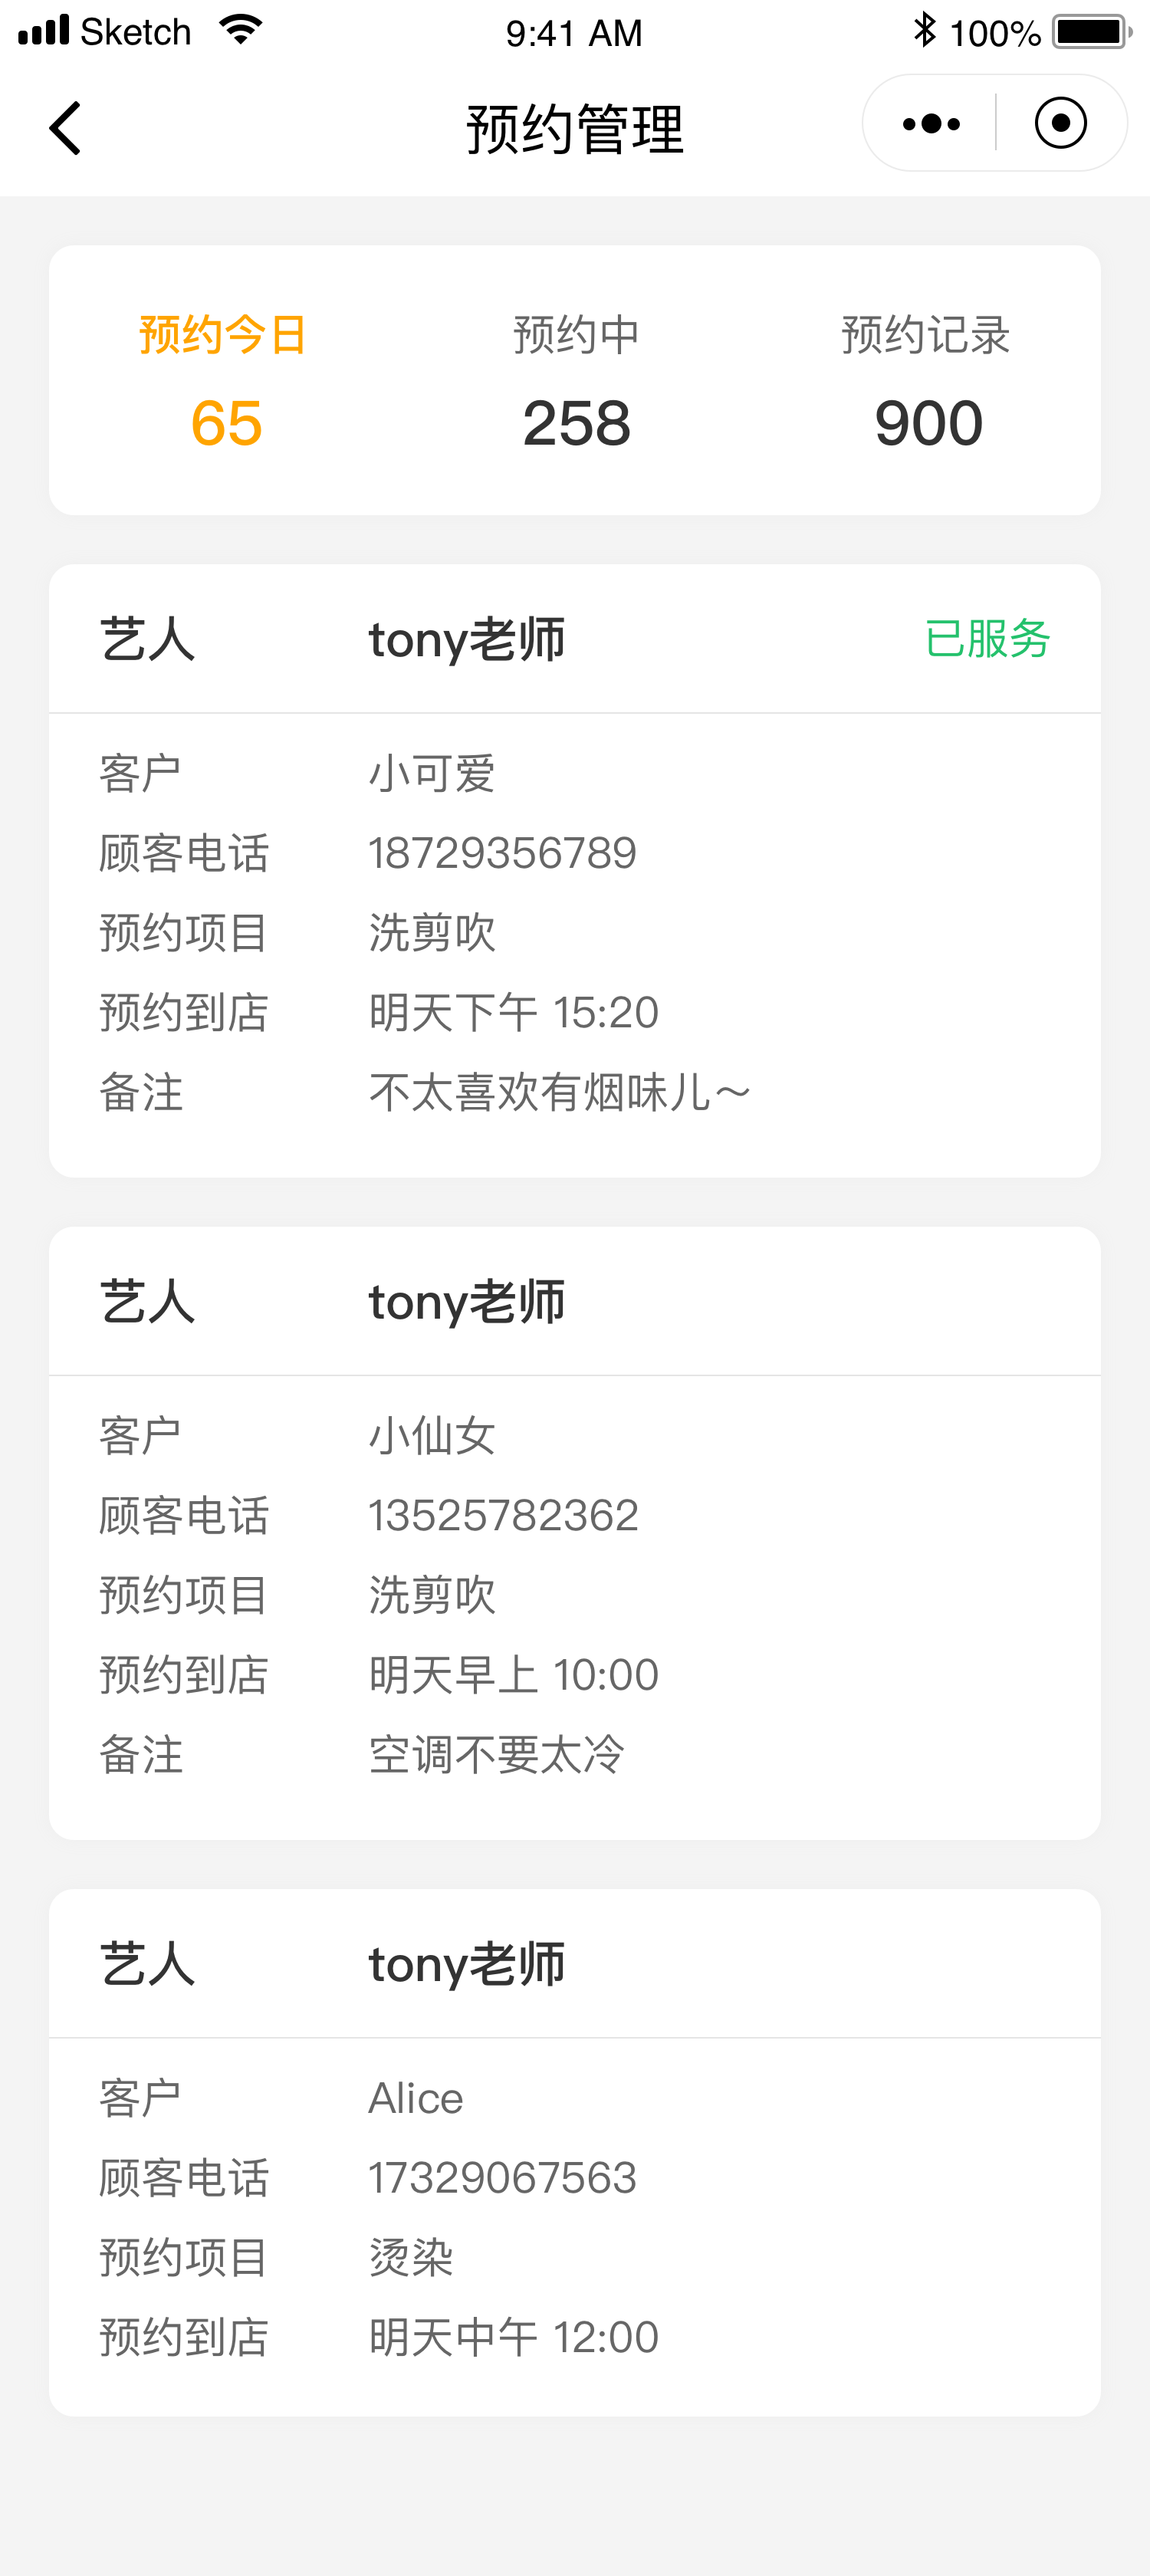 Sketch 9:41 AM 100%
预约管理
预约今日 预约中 预约记录
65 258 900
艺人 tony老师 已服务
客户 小可爱
顾客电话 18729356789
预约项目 洗剪吹
预约到店 明天下午 15:20
备注 不太喜欢有烟味儿～
艺人 tony老师
客户 小仙女
顾客电话 13525782362
预约项目 洗剪吹
预约到店 明天早上 10:00
备注 空调不要太冷
艺人 tony老师
客户 Alice
顾客电话 17329067563
预约项目 烫染
预约到店 明天中午 12:00